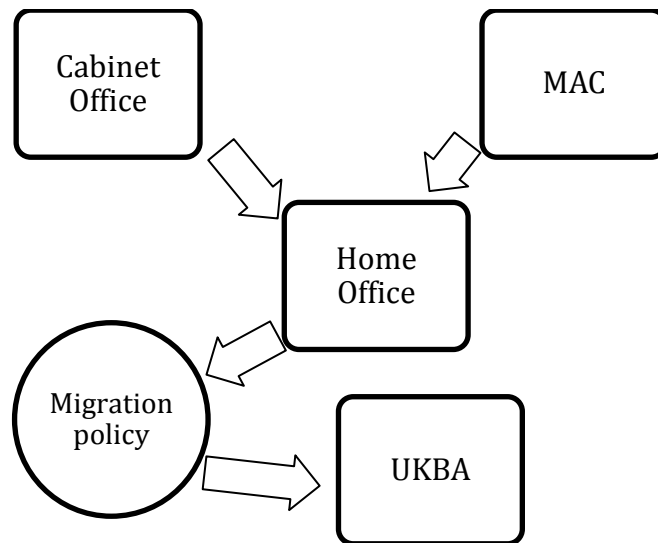 Cabinet
Office
MAC
Home
Office
Migration
policy
UKBA